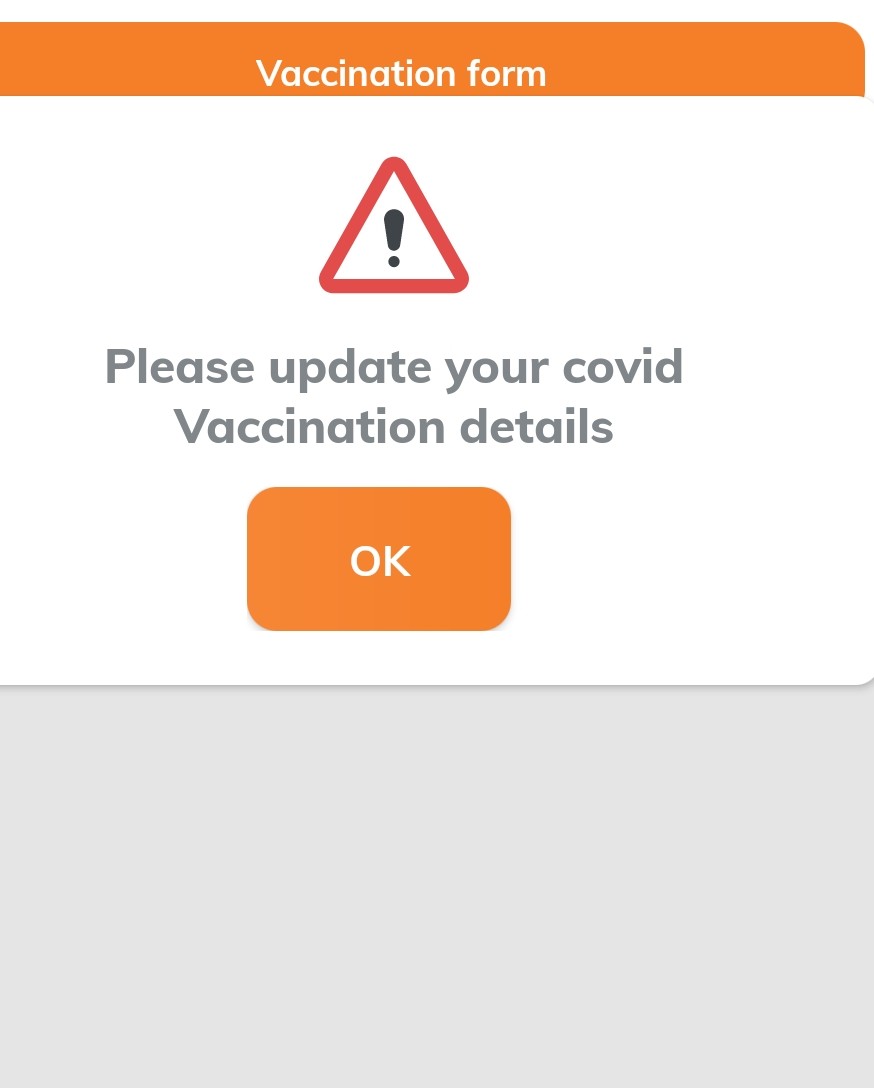 Vaccination form
Please update your covid
Vaccination details
OK